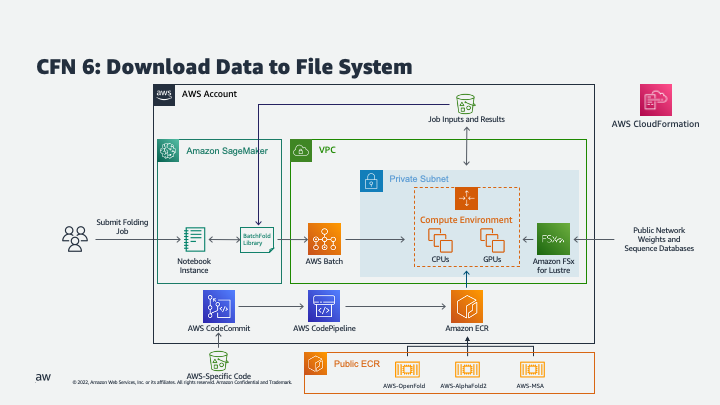 CFN 6: Download Data to File System
aws
AWS Account
Job Inputs and Results
AWS CloudFormation
Amazon SageMaker
VPC
Private Subnet
Compute Environment
CPUs
GPUs
Submit Folding
Job
Notebook
Instance
BatchFold
Library
AWS Batch
FSx
Amazon FSx
for Lustre
Public Network
Weights and
Sequence Databases
AWS CodeCommit
AWS CodePipeline
Amazon ECR
AWS-Specific Code
Public ECR
AWS-OpenFold
AWS-AlphaFold2
AWS-MSA
aw
© 2022, Amazon Web Services, Inc. or its affiliates. All rights reserved. Amazon Confidential and Trademark.